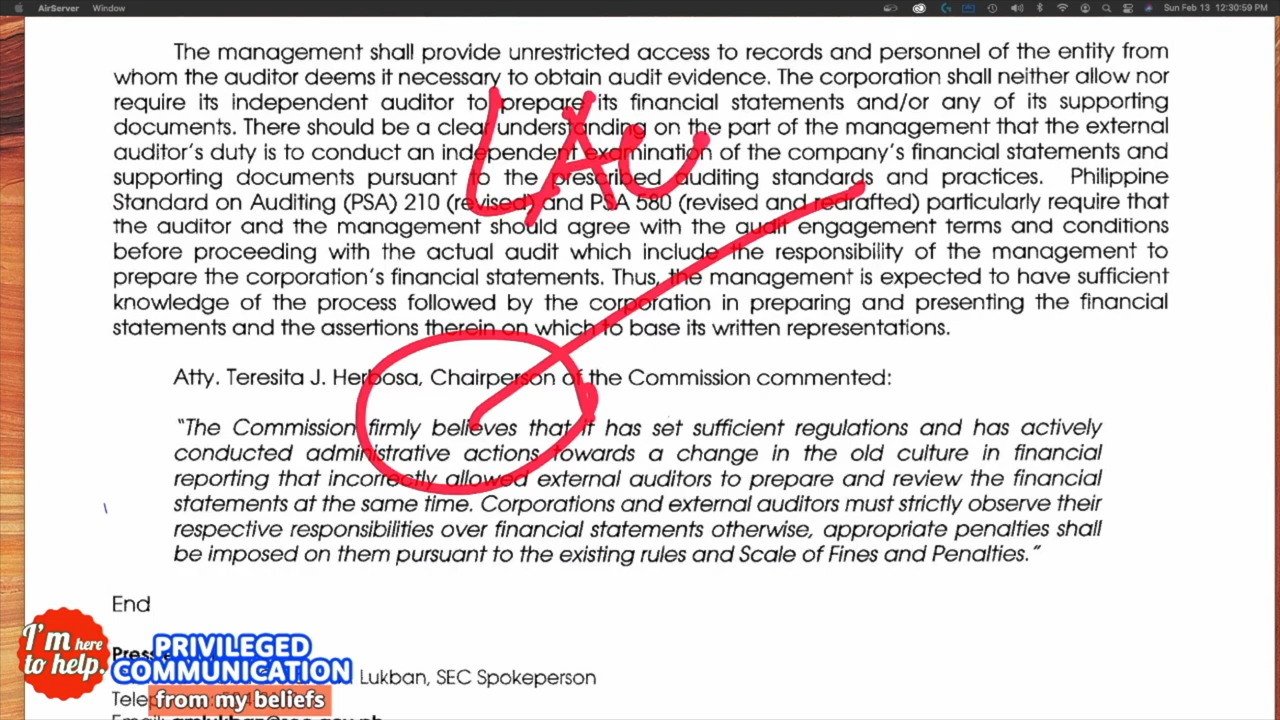 AirServer Window Sun Feb 13 12:30:59 PM
The management shall provide unrestricted access to records and personnel of the entity from
whom the auditor deems it necessary to obtain audit evidence. The corporation shall neither allow nor
require its independent auditor to prepare its financial statements and/or any of its supporting
documents. There should be a clear understanding on the part of the management that the external
auditor's duty is to conduct an independent examination of the company's financial statements and
supporting documents pursuant to the prescribed auditing standards and practices. Philippine
Standard on Auditing (PSA) 210 (revised) and PSA 580 (revised and redrafted) particularly require that
the auditor and the management should agree with the audit engagement terms and conditions
before proceeding with the actual audit which include the responsibility of the management to
prepare the corporation's financial statements. Thus, the management is expected to have sufficient
knowledge of the process followed by the corporation in preparing and presenting the financial
statements and the assertions therein on which to base its written representations.
Atty. Teresita J. Herbosa, Chairperson of the Commission commented:
"The Commission firmly believes that it has set sufficient regulations and has actively
conducted administrative actions towards a change in the old culture in financial
reporting that incorrectly allowed external auditors to prepare and review the financial
statements at the same time. Corporations and external auditors must strictly observe their
respective responsibilities over financial statements otherwise, appropriate penalties shall
be imposed on them pursuant to the existing rules and Scale of Fines and Penalties."
End
I'm here
to help.
PRIVILEGED
COMMUNICATION
from my beliefs
Lukban, SEC Spokeperson